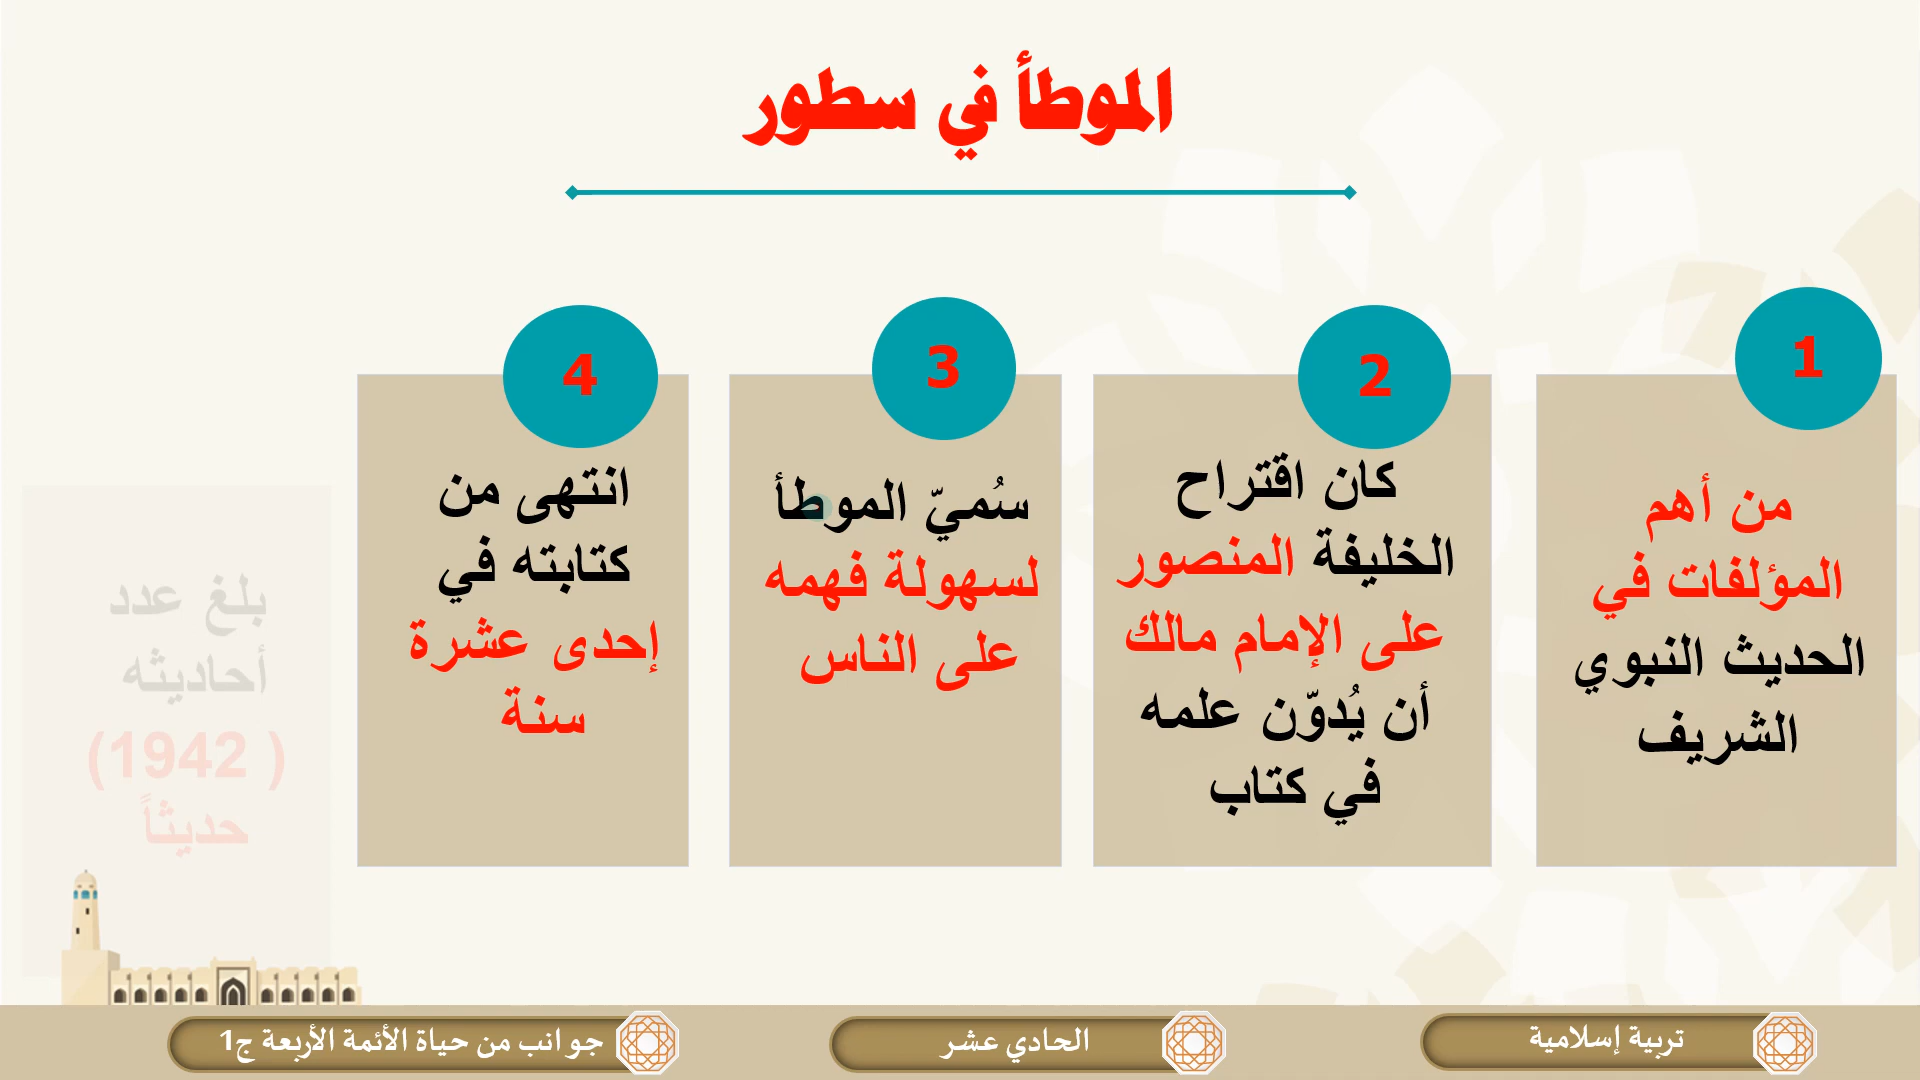 الموطأ في سطور
1
من أهم
المؤلفات في
الحديث النبوي
الشريف
2
كان اقتراح
الخليفة المنصور
على الإمام مالك
أن يُدوّن علمه
في كتاب
3
سُميّ الموطأ
لسهولة فهمه
على الناس
4
انتهى من
كتابته في
إحدى عشرة
سنة
بلغ عدد
أحاديثه
( 1942)
حديثاً
تربية إسلامية
الحادي عشر
جوانب من حياة الأئمة الأربعة ج1